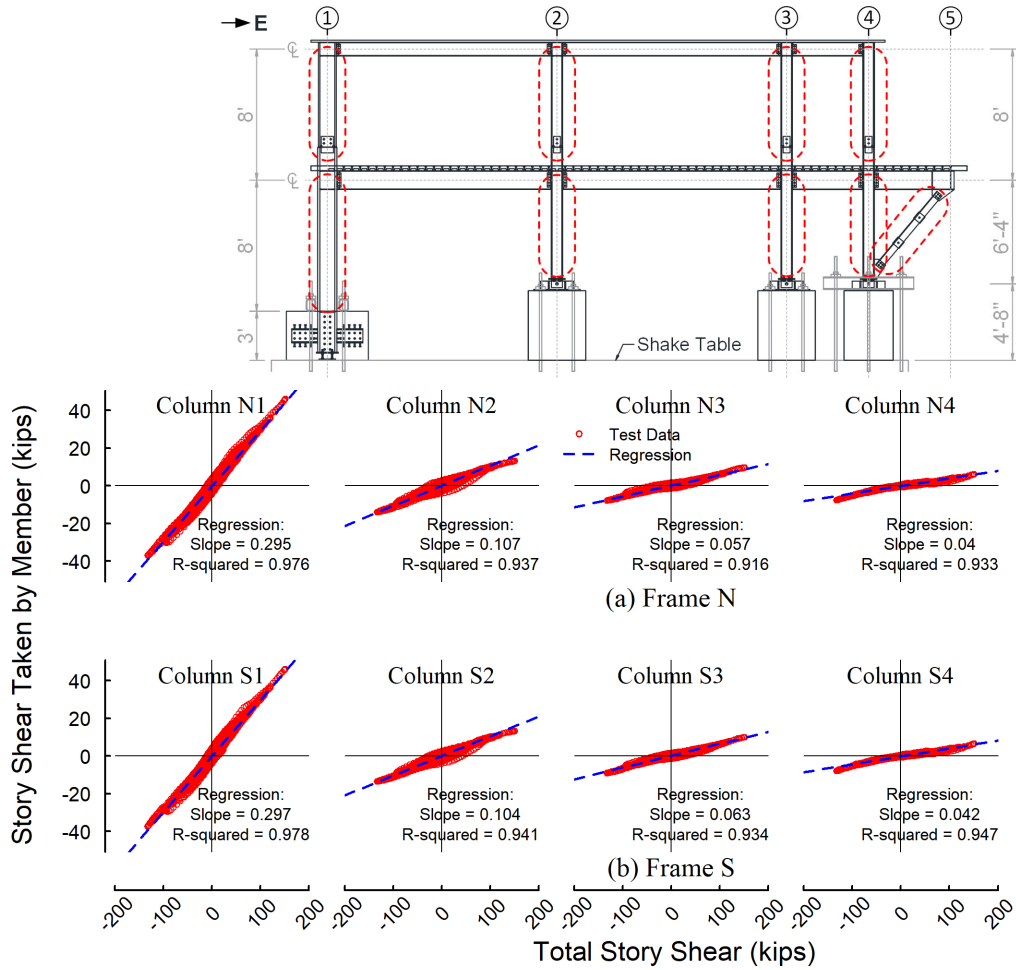 E
1 2 3 4 5
℄
8'
8'
℄
8'
6'-4"
3'
4'-8"
Shake Table
Story Shear Taken by Member (kips)
Column N1 Column N2 Column N3 Column N4
Test Data
Regression
40
20
0
-20
-40
Regression: Regression: Regression: Regression:
Slope = 0.295 Slope = 0.107 Slope = 0.057 Slope = 0.04
R-squared = 0.976 R-squared = 0.937 R-squared = 0.916 R-squared = 0.933
(a) Frame N
Column S1 Column S2 Column S3 Column S4
40
20
0
-20
-40
Regression: Regression: Regression: Regression:
Slope = 0.297 Slope = 0.104 Slope = 0.063 Slope = 0.042
R-squared = 0.978 R-squared = 0.941 R-squared = 0.934 R-squared = 0.947
(b) Frame S
-200 -100 0 100 200 -200 -100 0 100 200 -200 -100 0 100 200 -200 -100 0 100 200
Total Story Shear (kips)